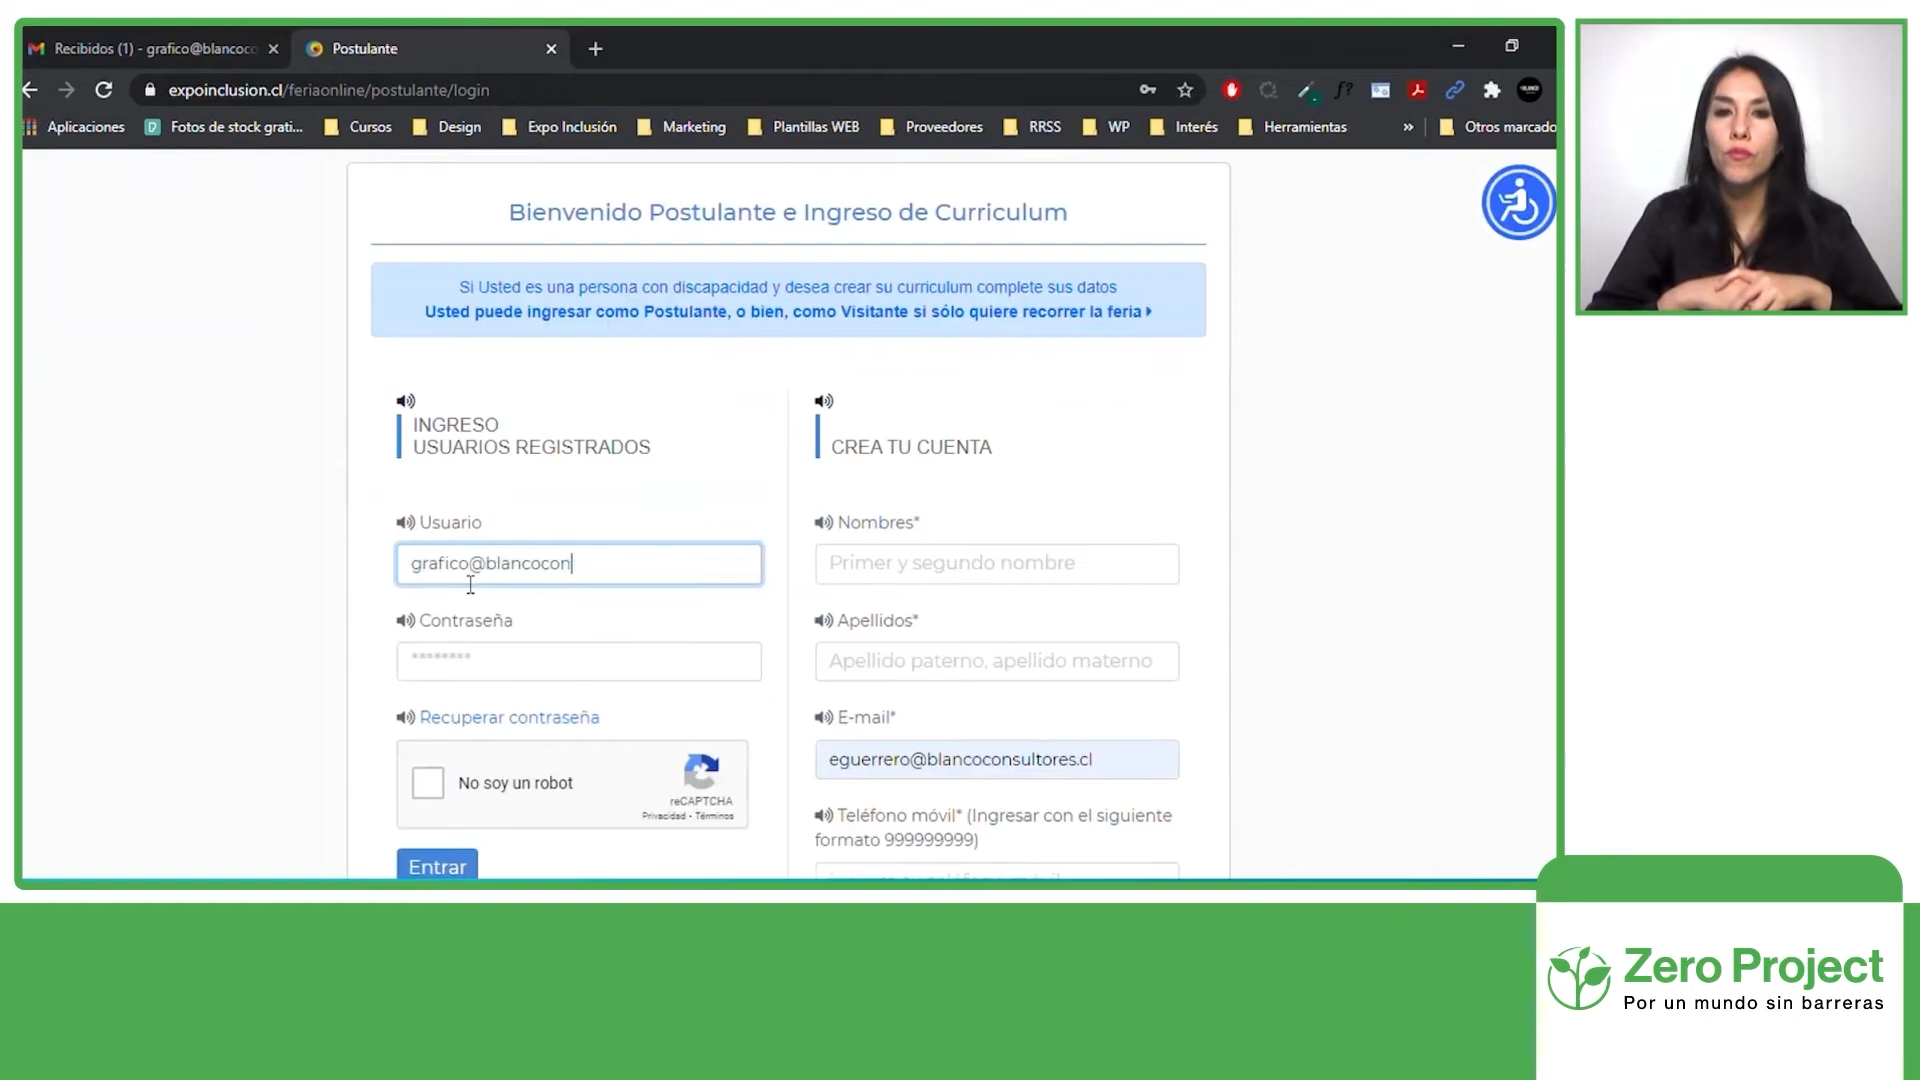 Recibidos (1) - grafico@blancoco
Postulante
expoinclusion.cl/feriaonline/postulante/login
Aplicaciones
Fotos de stock grati...
Cursos
Design
Expo Inclusión
Marketing
Plantillas WEB
Proveedores
RRSS
WP
Interés
Herramientas
»
Otros marcado
Bienvenido Postulante e Ingreso de Curriculum
Si Usted es una persona con discapacidad y desea crear su curriculum complete sus datos
Usted puede ingresar como Postulante, o bien, como Visitante si sólo quiere recorrer la feria
INGRESO
USUARIOS REGISTRADOS
Usuario
grafico@blancocon
Contraseña
********
Recuperar contraseña
No soy un robot
reCAPTCHA
Privacidad - Términos
Entrar
CREA TU CUENTA
Nombres*
Primer y segundo nombre
Apellidos*
Apellido paterno, apellido materno
E-mail*
eguerrero@blancoconsultores.cl
Teléfono móvil* (Ingresar con el siguiente
formato 999999999)
Zero Project
Por un mundo sin barreras